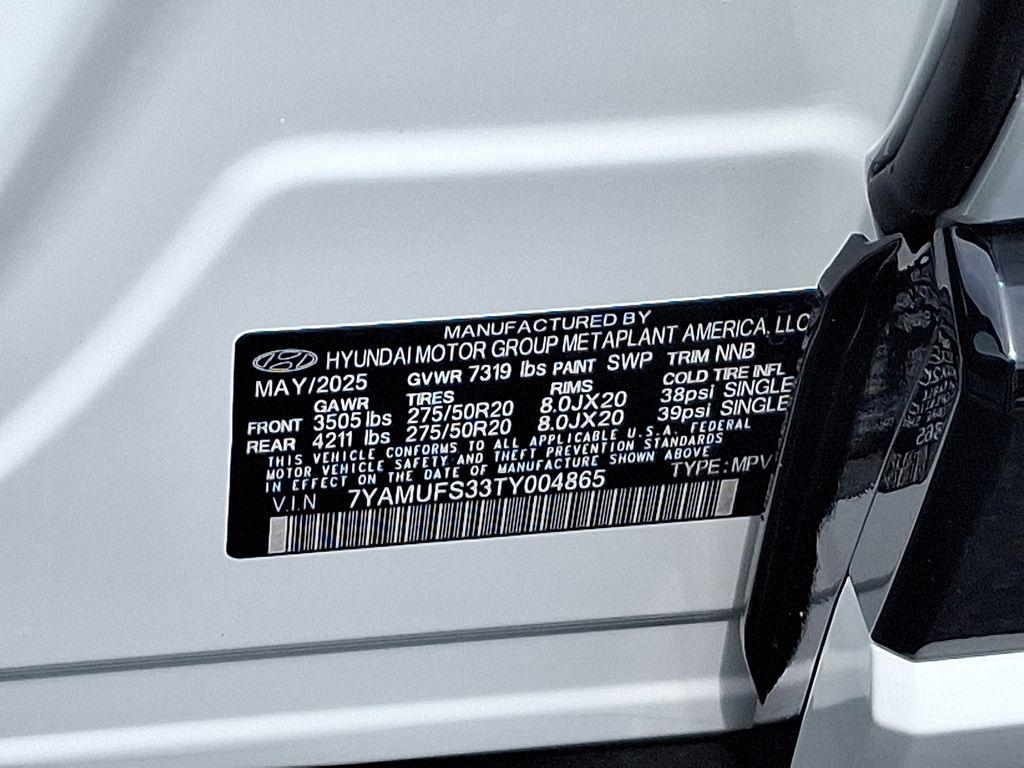 MANUFACTURED BY
HYUNDAI MOTOR GROUP METAPLANT AMERICA, LLC
MAY/2025 GVWR 7319 lbs PAINT SWP TRIM NNB
GAWR TIRES RIMS COLD TIRE INFL
FRONT 3505 lbs 275/50R20 8.0JX20 38psi SINGLE
REAR 4211 lbs 275/50R20 8.0JX20 39psi SINGLE
THIS VEHICLE CONFORMS TO ALL APPLICABLE U.S.A. FEDERAL
MOTOR VEHICLE SAFETY AND THEFT PREVENTION STANDARDS
IN EFFECT ON THE DATE OF MANUFACTURE SHOWN ABOVE
V.I.N 7YAMUFS33TY004865 TYPE: MPV